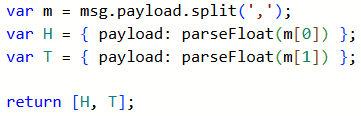 var m = msg.payload.split(',');
var H = { payload: parseFloat(m[0]) };
var T = { payload: parseFloat(m[1]) };
return [H, T];